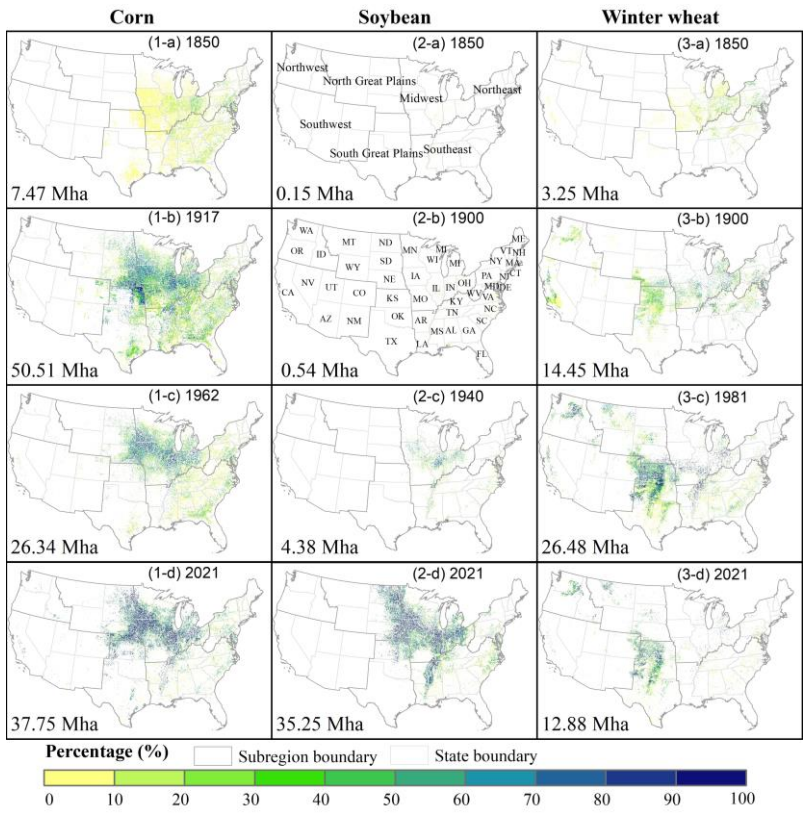 Corn Soybean Winter wheat
(1-a) 1850
7.47 Mha
(2-a) 1850
Northwest
North Great Plains
Midwest
Northeast
Southwest
South Great Plains
Southeast
0.15 Mha
(3-a) 1850
3.25 Mha
(1-b) 1917
50.51 Mha
(2-b) 1900
WA
MT
ND
MN
MI
ME
OR
ID
SD
WI
MI
NY
VT
NH
MA
CT
WY
NE
IA
PA
NJ
NV
UT
CO
IL
IN
OH
MD
DE
CA
KS
MO
KY
WV
VA
AZ
NM
OK
AR
TN
NC
SC
TX
LA
MS
AL
GA
FL
0.54 Mha
(3-b) 1900
14.45 Mha
(1-c) 1962
26.34 Mha
(2-c) 1940
4.38 Mha
(3-c) 1981
26.48 Mha
(1-d) 2021
37.75 Mha
(2-d) 2021
35.25 Mha
(3-d) 2021
12.88 Mha
Percentage (%) Subregion boundary State boundary
0 10 20 30 40 50 60 70 80 90 100